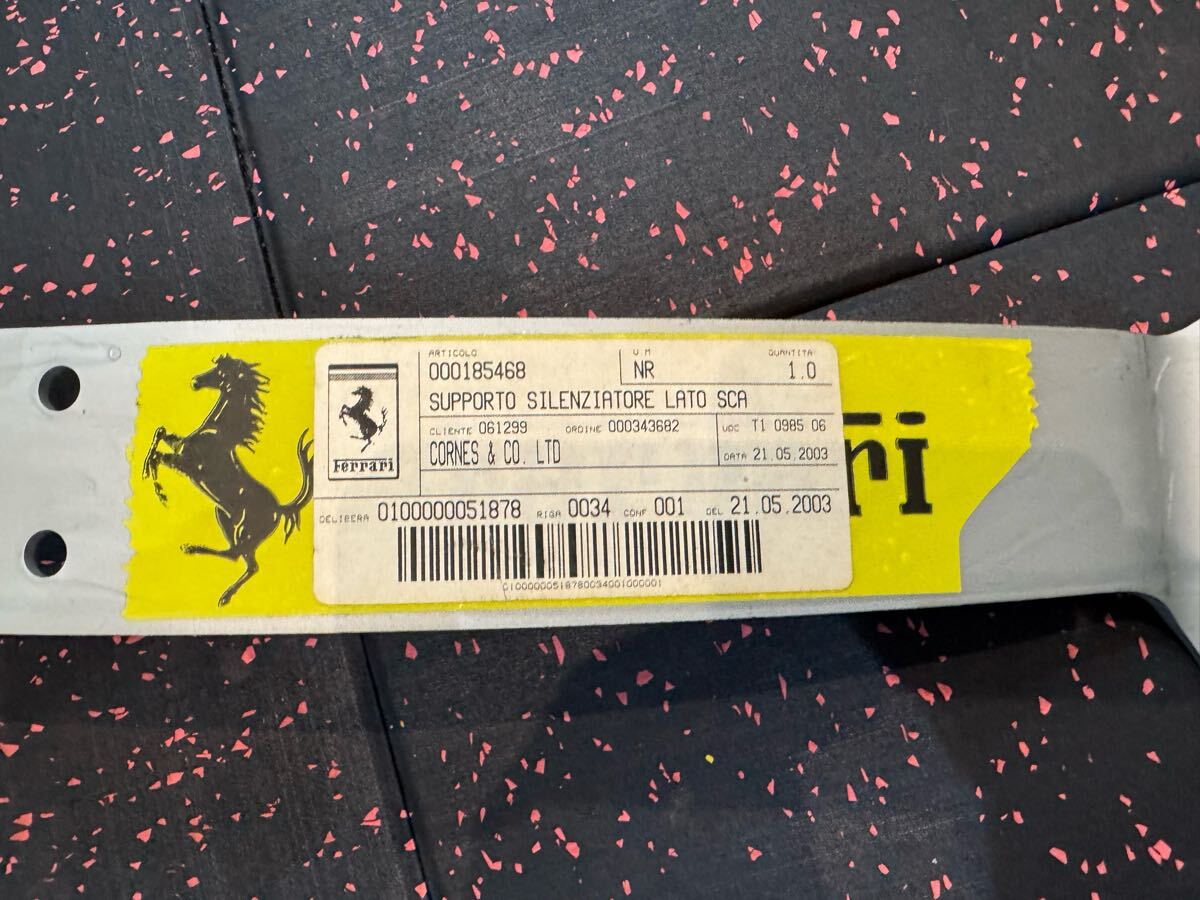 ARTICOLO U.M QUANTITA'
000185468 NR 1.0
SUPPORTO SILENZIATORE LATO SCA
CLIENTE 061299 ORDINE 000343682 UDC T1 0985 06
CORNES & CO. LTD DATA 21.05.2003
Ferrari
DELIBERA 0100000051878 RIGA 0034 CONF 001 DEL 21.05.2003
01000000518780034001000001
ri